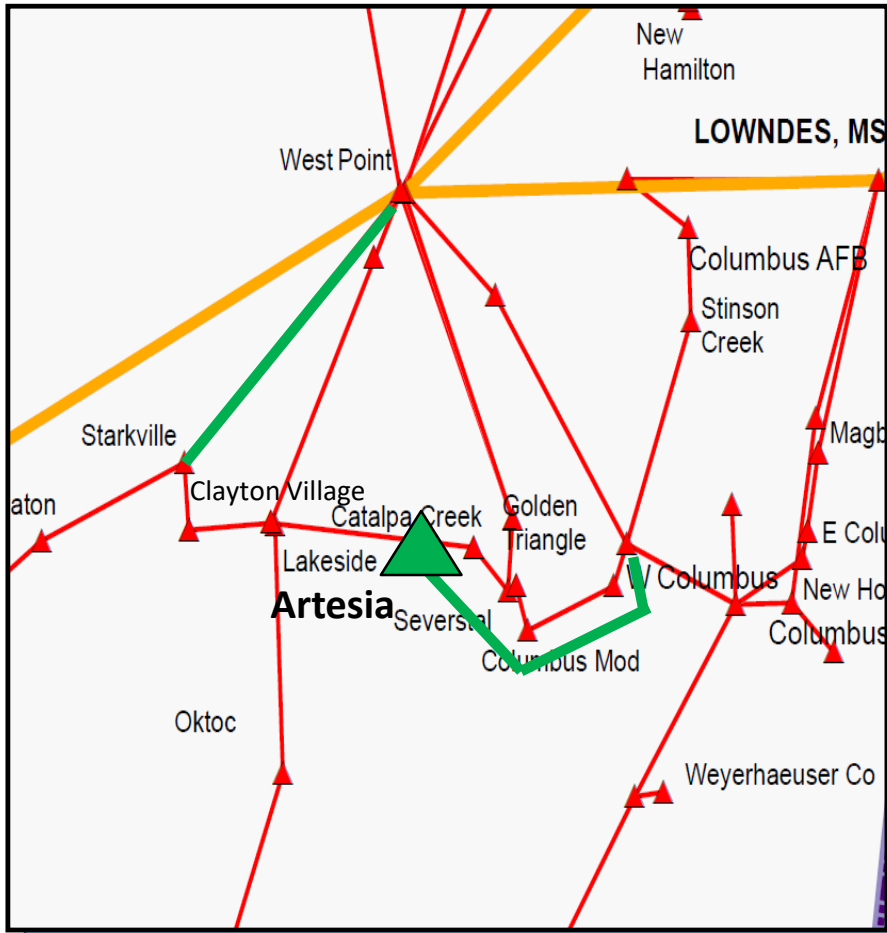 New
Hamilton
LOWNDES, MS
West Point
Columbus AFB
Stinson
Creek
Starkville
Magb
Clayton Village
aton
Catalpa Creek
Golden
Triangle
E Colu
Lakeside
W Columbus
New Ho
Artesia
Severstal
Columbus
Columbus Mod
Oktoc
Weyerhaeuser Co